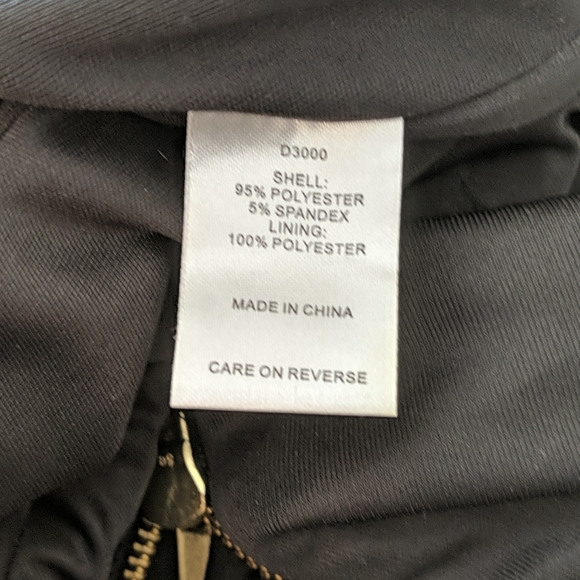 D3000
SHELL:
95% POLYESTER
5% SPANDEX
LINING:
100% POLYESTER
MADE IN CHINA
CARE ON REVERSE